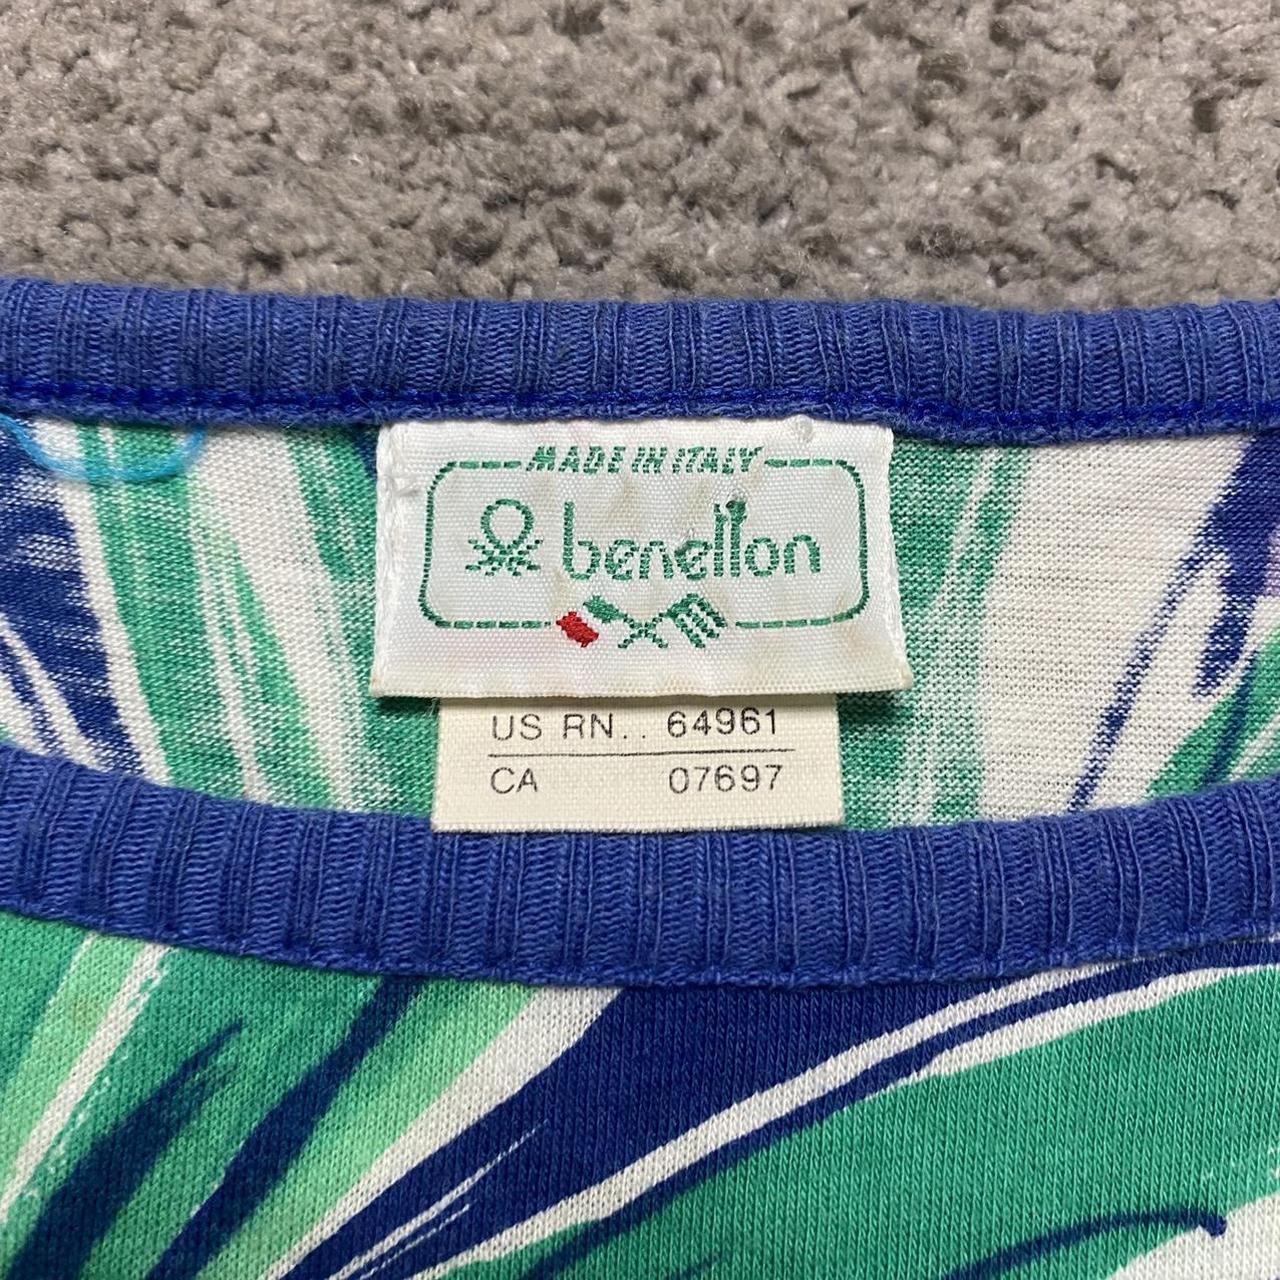 MADE IN ITALY
benetton
US RN.. 64961
CA 07697